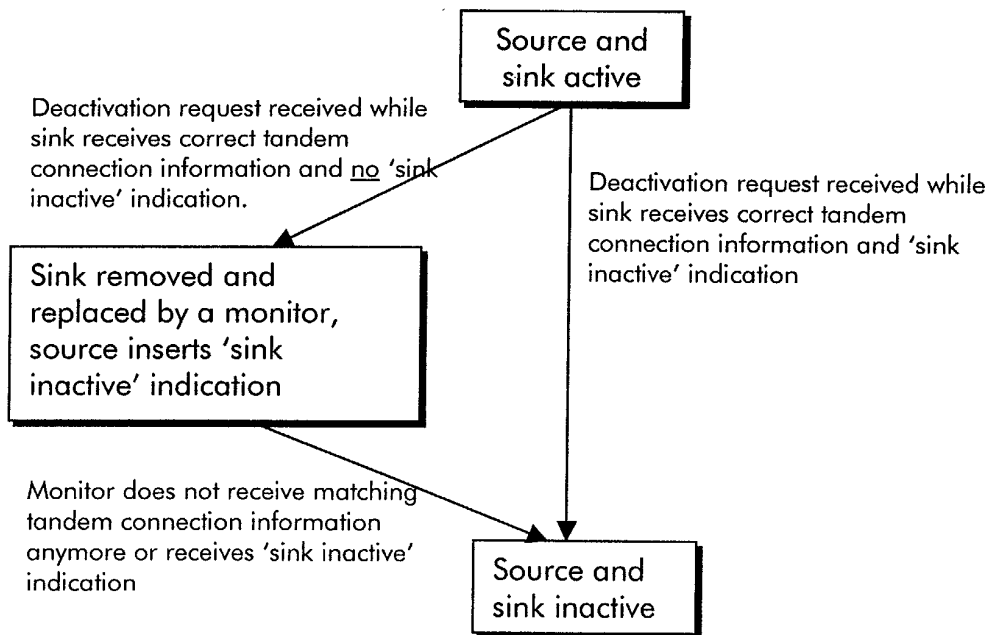 Source and
sink active
Deactivation request received while
sink receives correct tandem
connection information and no ‘sink
inactive’ indication.
Deactivation request received while
sink receives correct tandem
connection information and ‘sink
inactive’ indication
Sink removed and
replaced by a monitor,
source inserts ‘sink
inactive’ indication
Monitor does not receive matching
tandem connection information
anymore or receives ‘sink inactive’
indication
Source and
sink inactive